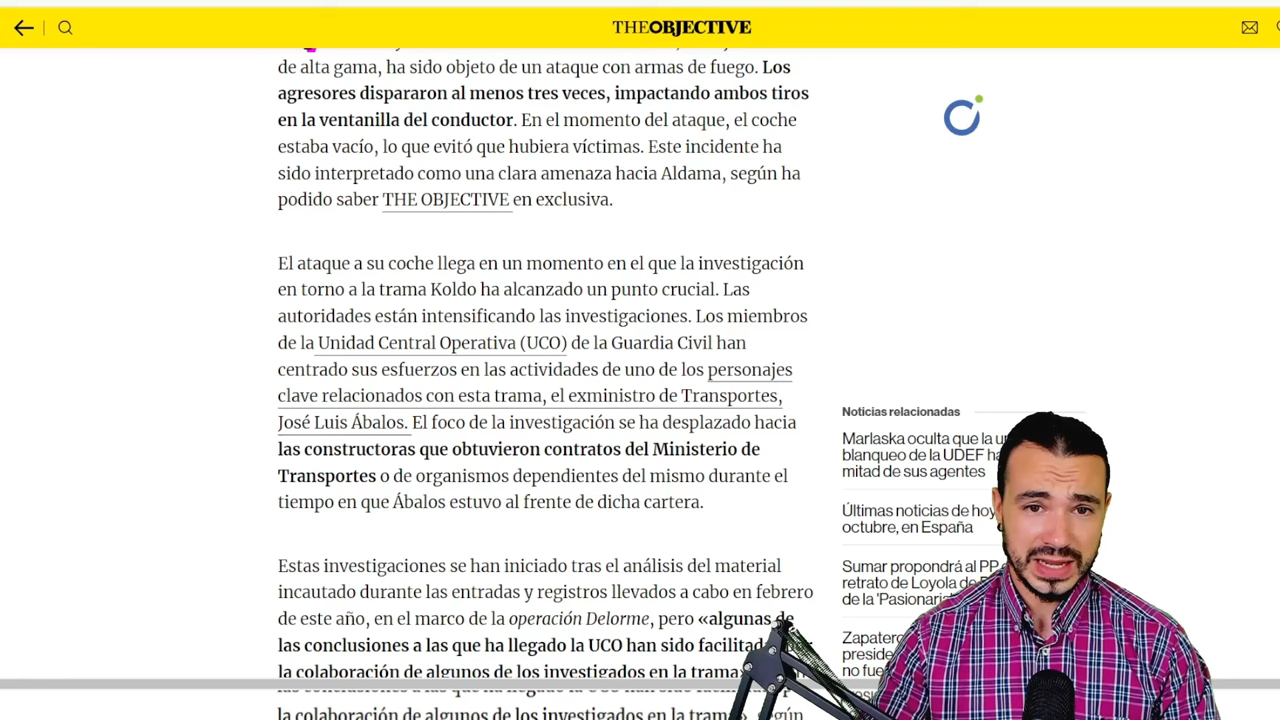 THE OBJECTIVE
de alta gama, ha sido objeto de un ataque con armas de fuego. Los
agresores dispararon al menos tres veces, impactando ambos tiros
en la ventanilla del conductor. En el momento del ataque, el coche
estaba vacío, lo que evitó que hubiera víctimas. Este incidente ha
sido interpretado como una clara amenaza hacia Aldama, según ha
podido saber THE OBJECTIVE en exclusiva.
El ataque a su coche llega en un momento en el que la investigación
en torno a la trama Koldo ha alcanzado un punto crucial. Las
autoridades están intensificando las investigaciones. Los miembros
de la Unidad Central Operativa (UCO) de la Guardia Civil han
centrado sus esfuerzos en las actividades de uno de los personajes
clave relacionados con esta trama, el exministro de Transportes,
José Luis Ábalos. El foco de la investigación se ha desplazado hacia
las constructoras que obtuvieron contratos del Ministerio de
Transportes o de organismos dependientes del mismo durante el
tiempo en que Ábalos estuvo al frente de dicha cartera.
Estas investigaciones se han iniciado tras el análisis del material
incautado durante las entradas y registros llevados a cabo en febrero
de este año, en el marco de la operación Delorme, pero «algunas de
las conclusiones a las que ha llegado la UCO han sido
la colaboración de algunos de los investigados en la trama
la colaboración de algunos de los investigados en la según
Noticias relacionadas
Marlaska oculta que la
blanqueo de la UDEF
mitad de sus agentes
Últimas noticias de hoy
octubre, en España
Sumar propondrá al PP
retrato de Loyola de
de la 'Pasionaria
Zapatero
no